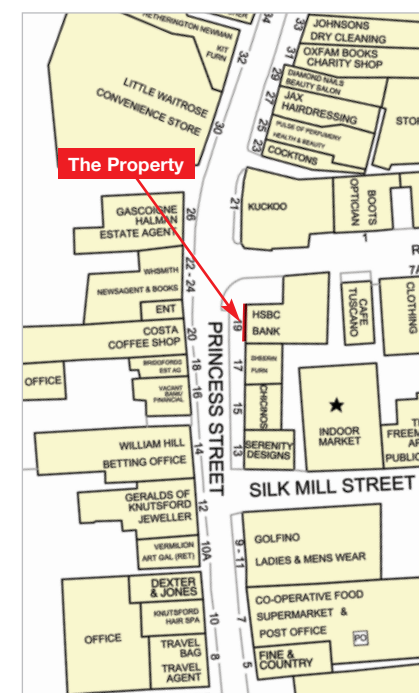 HETHERINGTON NEWMAN
KIT
FURN
34
33
JOHNSONS
DRY CLEANING
32
31
OXFAM BOOKS
CHARITY SHOP
29
DIAMOND NAILS
BEAUTY SALON
LITTLE WAITROSE
CONVENIENCE STORE
27
JAX
HAIRDRESSING
30
25
PULSE OF PERFUMERY
HEALTH & BEAUTY
STO
23
COCKTONS
The Property
21
KUCKOO
BOOTS
OPTICIAN
1
26
GASCOIGNE
HALMAN
ESTATE AGENT
R
7A
22 - 24
WHSMITH
NEWSAGENT & BOOKS
ENT
19
HSBC
BANK
CAFE
TUSCANO
CLOTHING
20
COSTA
COFFEE SHOP
PRINCESS STREET
18 - 16
BRIDGFORDS
EST AG
17
SHEERIN
FURN
OFFICE
VACANT
BANK/
FINANCIAL
15
CHICINOS
INDOOR
MARKET
14
WILLIAM HILL
BETTING OFFICE
13
SERENITY
DESIGNS
FREEM
PUBLIC
SILK MILL STREET
12
GERALDS OF
KNUTSFORD
JEWELLER
9 - 11
GOLFINO
LADIES & MENS WEAR
10A
VERMILION
ART GAL (RET)
DEXTER
& JONES
CO-OPERATIVE FOOD
SUPERMARKET &
POST OFFICE
PO
10
KNUTSFORD
HAIR SPA
7
OFFICE
8
TRAVEL
BAG
TRAVEL
AGENT
5
FINE &
COUNTRY